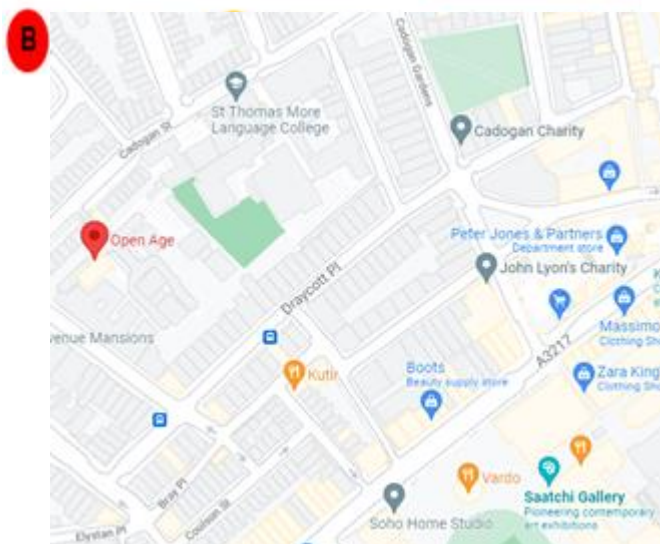 B
Cadogan Gardens
St Thomas More
Language College
Cadogan St
Cadogan Charity
Open Age
Peter Jones & Partners
Department store
John Lyon's Charity
Draycott Pl
venue Mansions
Massimo
Clothing Sh
A3217
Kutir
Boots
Beauty supply store
Zara King
Clothing Sh
Vardo
Bray Pl
Saatchi Gallery
Pioneering contemporary
art exhibitions
Coulson St
Soho Home Studio
Elystan Pl